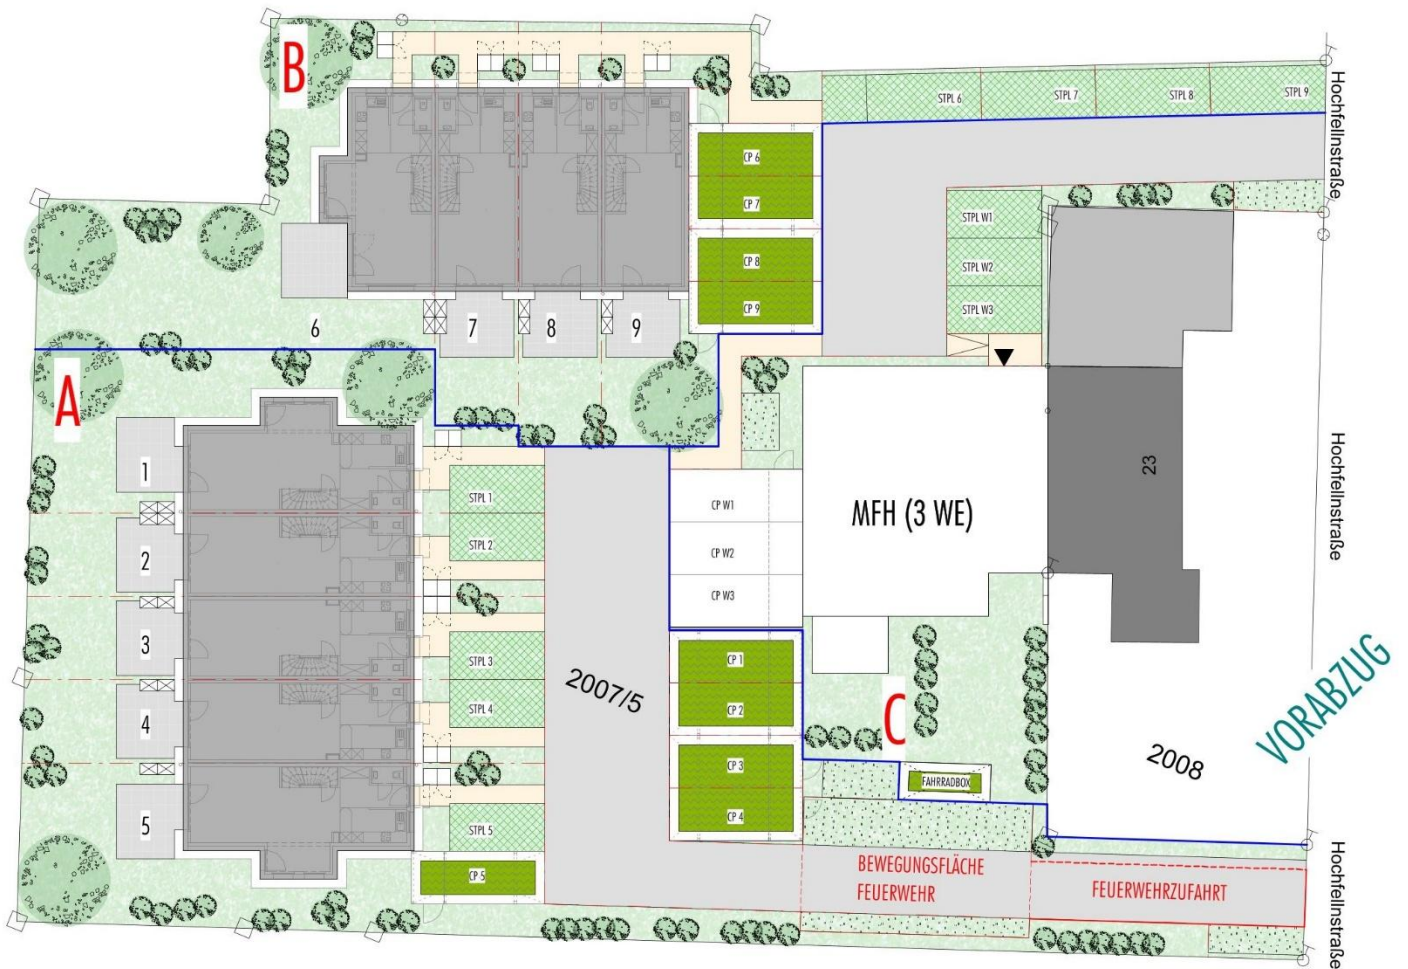 B
STPL 6
STPL 7
STPL 8
STPL 9
Hochfellnstraße
CP 6
CP 7
CP 8
CP 9
STPL W1
STPL W2
STPL W3
6
7
8
9
A
1
2
3
4
5
STPL 1
STPL 2
STPL 3
STPL 4
STPL 5
CP 5
2007/5
CP W1
CP W2
CP W3
CP 1
CP 2
CP 3
CP 4
MFH (3 WE)
23
Hochfellnstraße
C
FAHRRADBOX
2008
VORABZUG
BEWEGUNGSFLÄCHE
FEUERWEHR
FEUERWEHRZUFAHRT
Hochfellnstraße